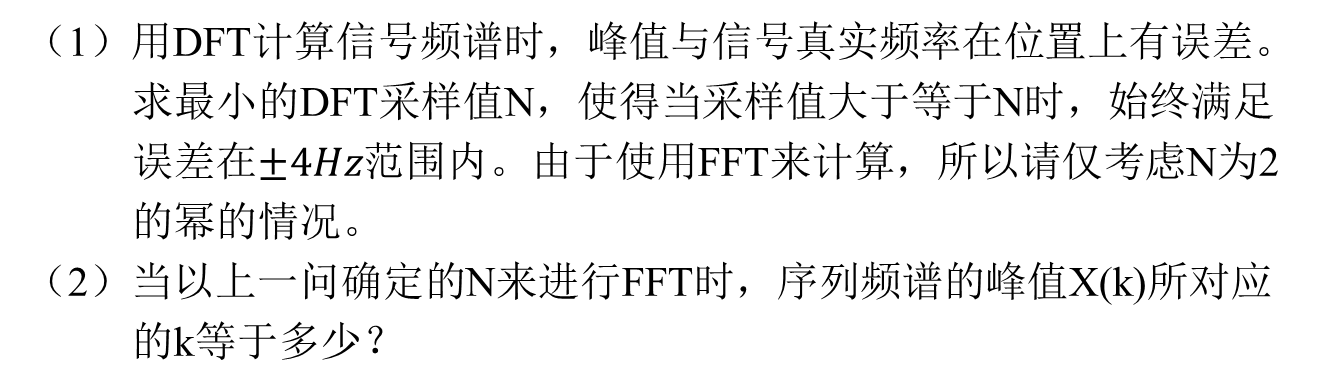 （1）用DFT计算信号频谱时，峰值与信号真实频率在位置上有误差。
求最小的DFT采样值N，使得当采样值大于等于N时，始终满足
误差在±4Hz范围内。由于使用FFT来计算，所以请仅考虑N为2
的幂的情况。
（2）当以上一问确定的N来进行FFT时，序列频谱的峰值X(k)所对应
的k等于多少？